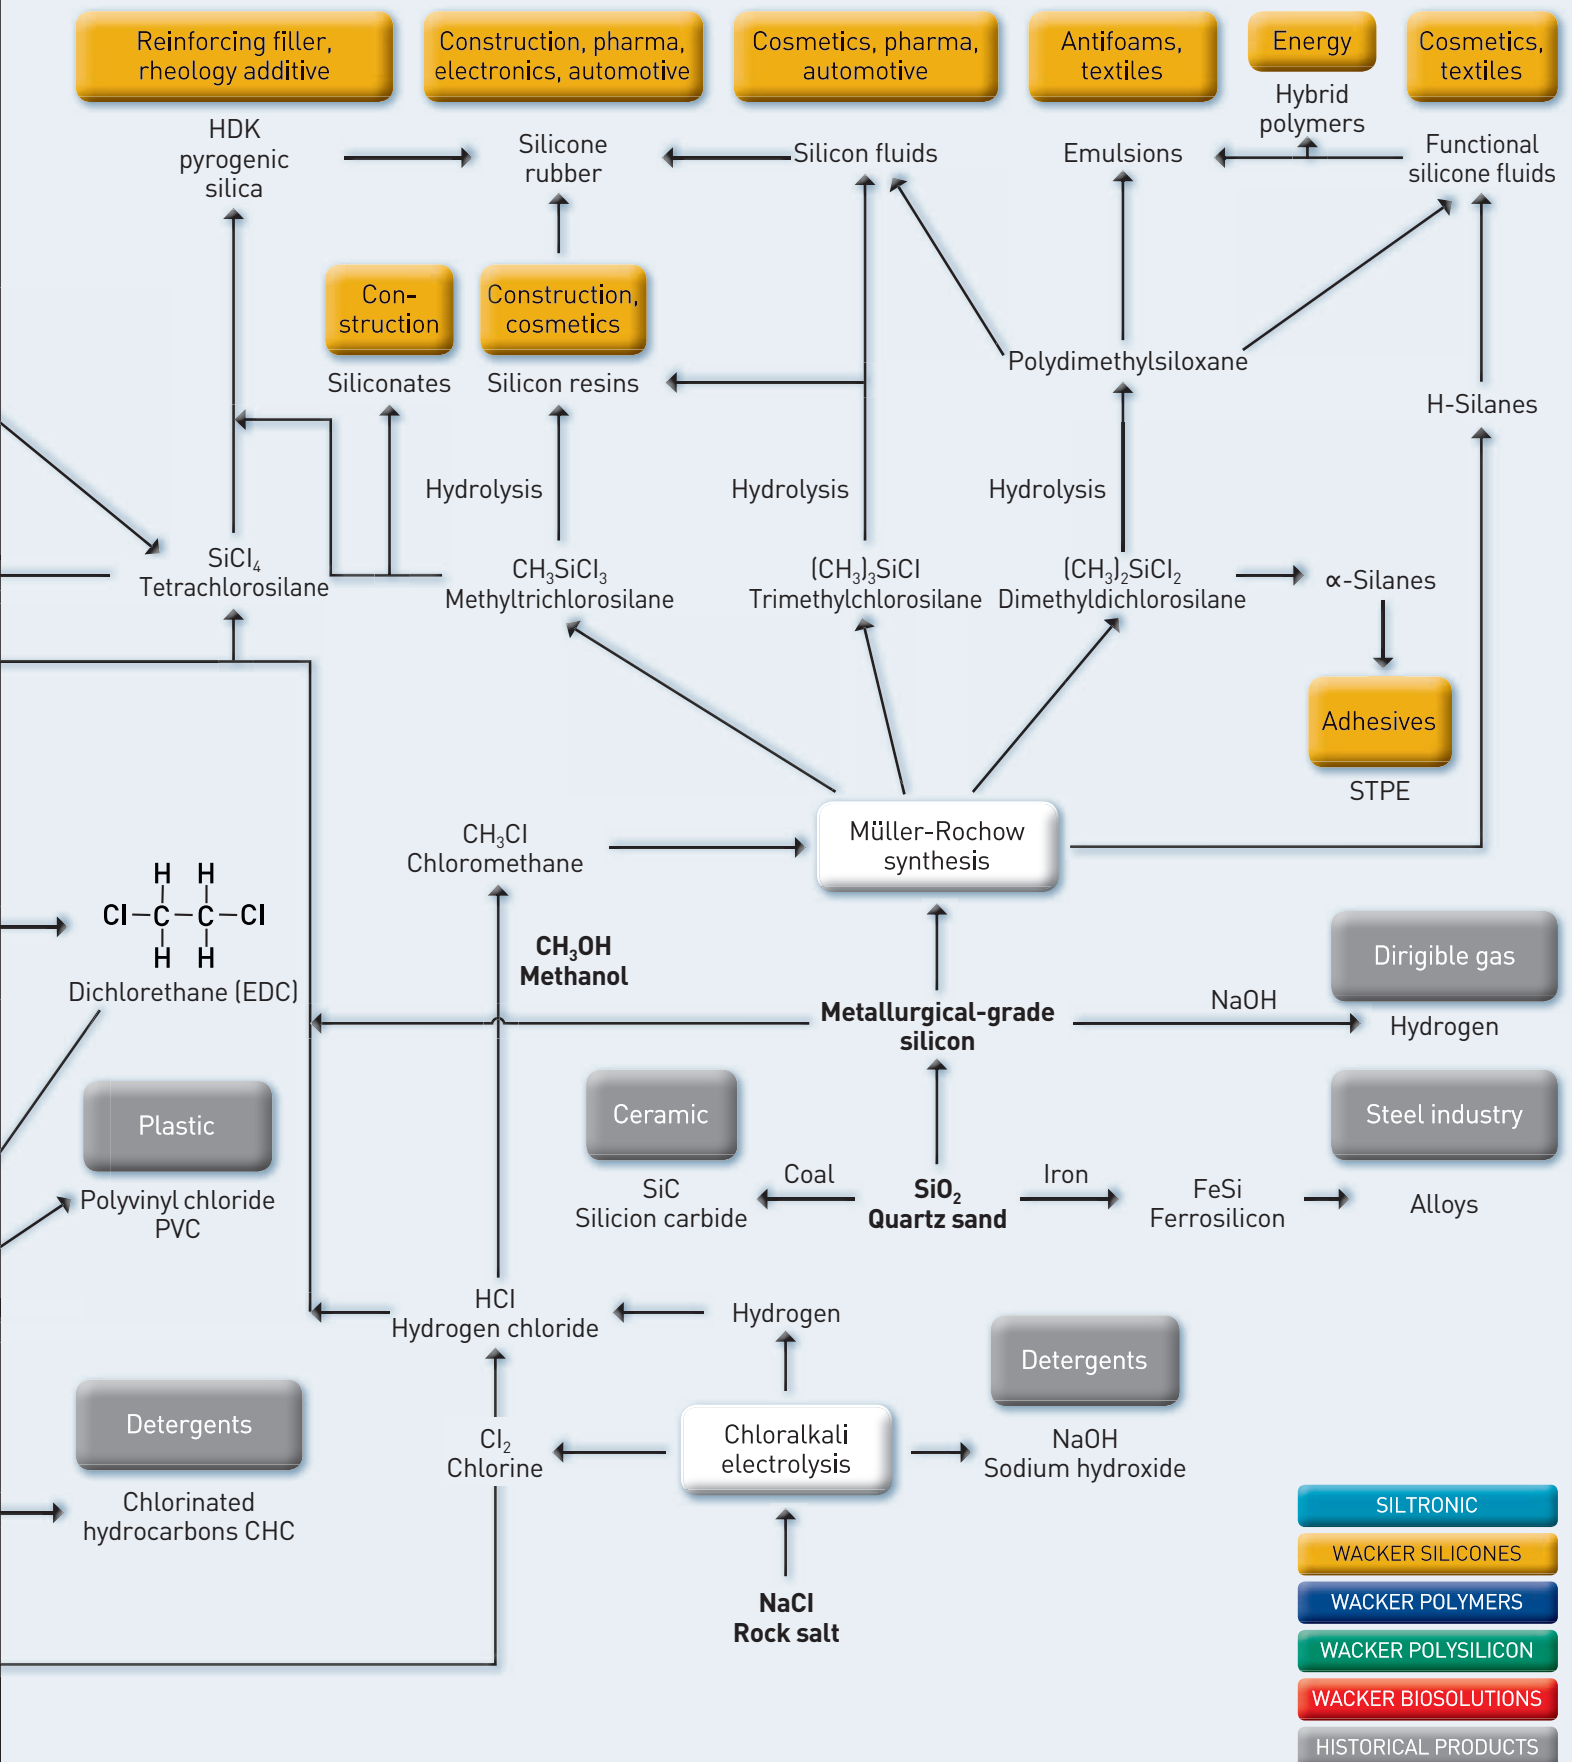 Reinforcing filler,
rheology additive
Construction, pharma,
electronics, automotive
Cosmetics, pharma,
automotive
Antifoams,
textiles
Energy
Cosmetics,
textiles
HDK
pyrogenic
silica
Silicone
rubber
Silicon fluids
Emulsions
Hybrid
polymers
Functional
silicone fluids
Con-
struction
Construction,
cosmetics
Siliconates
Silicon resins
Polydimethylsiloxane
H-Silanes
Hydrolysis
Hydrolysis
Hydrolysis
SiCl₄
Tetrachlorosilane
CH₃SiCl₃
Methyltrichlorosilane
(CH₃)₃SiCl
Trimethylchlorosilane
(CH₃)₂SiCl₂
Dimethyldichlorosilane
α-Silanes
Adhesives
STPE
CH₃Cl
Chloromethane
Müller-Rochow
synthesis
H H
Cl–C–C–Cl
H H
Dichlorethane (EDC)
CH₃OH
Methanol
Metallurgical-grade
silicon
NaOH
Dirigible gas
Hydrogen
Plastic
Polyvinyl chloride
PVC
Ceramic
SiC
Silicion carbide
Coal
SiO₂
Quartz sand
Iron
FeSi
Ferrosilicon
Steel industry
Alloys
HCl
Hydrogen chloride
Hydrogen
Detergents
Detergents
Chlorinated
hydrocarbons CHC
Cl₂
Chlorine
Chloralkali
electrolysis
NaOH
Sodium hydroxide
NaCl
Rock salt
SILTRONIC
WACKER SILICONES
WACKER POLYMERS
WACKER POLYSILICON
WACKER BIOSOLUTIONS
HISTORICAL PRODUCTS